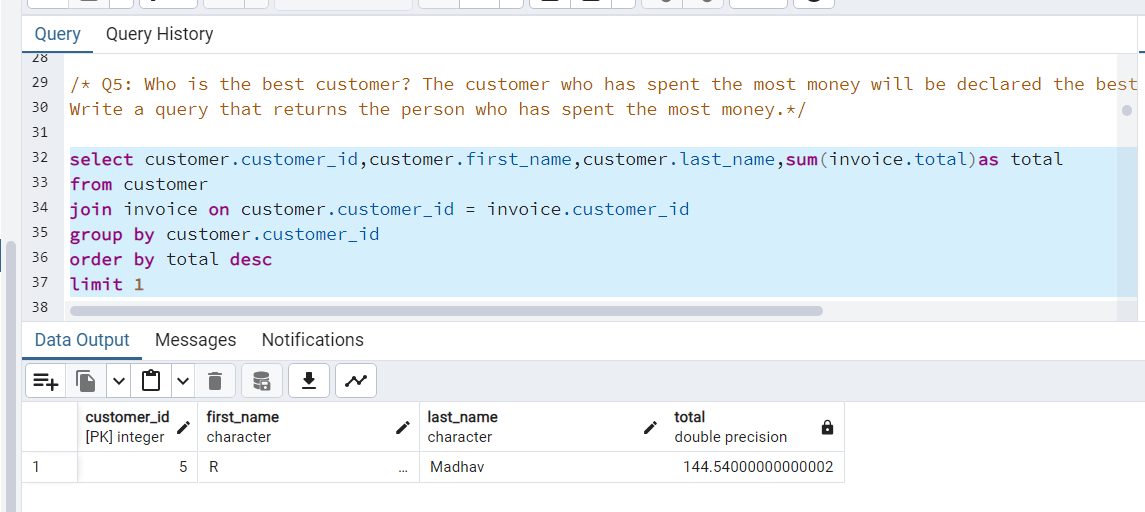 Query Query History
28
29 /* Q5: Who is the best customer? The customer who has spent the most money will be declared the best
30 Write a query that returns the person who has spent the most money.*/
31
32 select customer.customer_id,customer.first_name,customer.last_name,sum(invoice.total)as total
33 from customer
34 join invoice on customer.customer_id = invoice.customer_id
35 group by customer.customer_id
36 order by total desc
37 limit 1
38
Data Output Messages Notifications
customer_id first_name last_name total
[PK] integer character character double precision
1 5 R ... Madhav 144.54000000000002